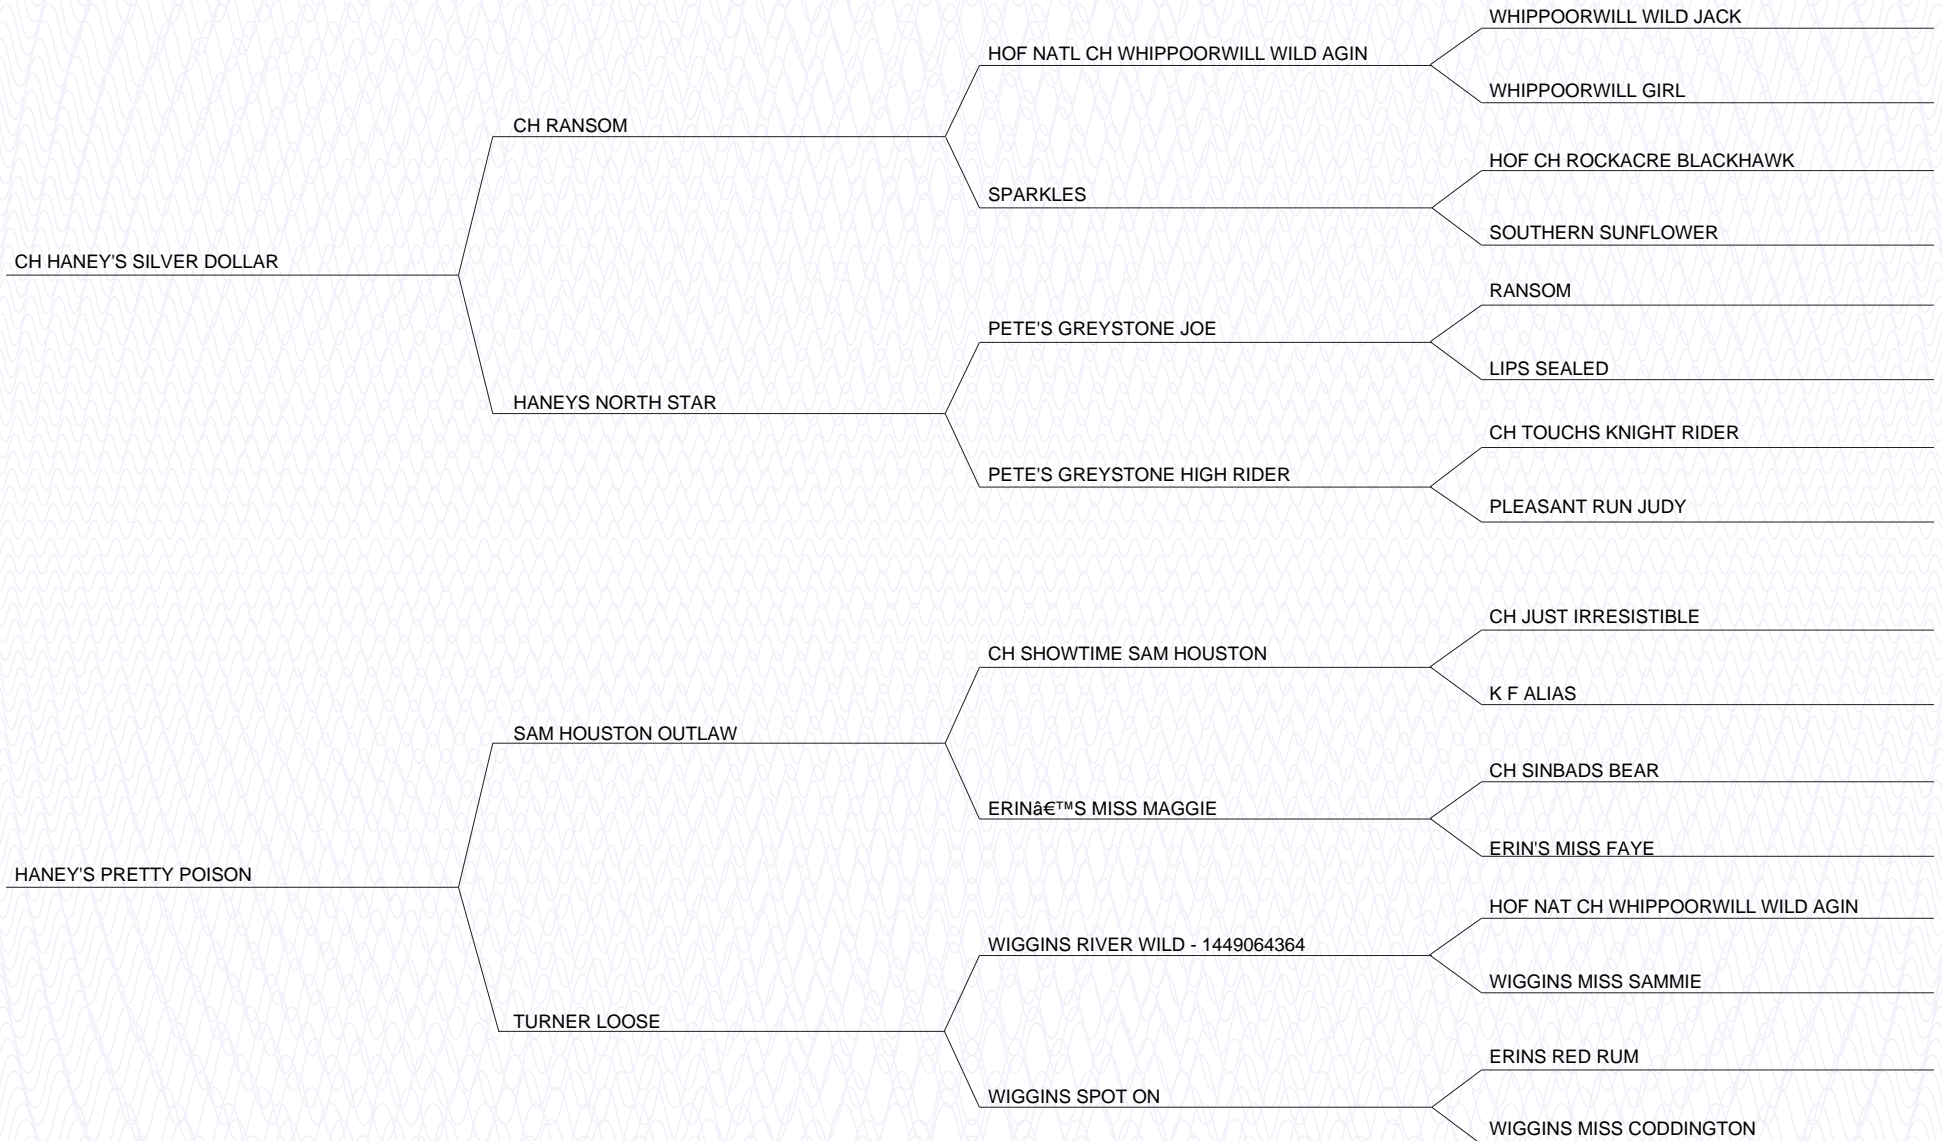 WHIPPOORWILL WILD JACK
HOF NATL CH WHIPPOORWILL WILD AGIN
WHIPPOORWILL GIRL
CH RANSOM
HOF CH ROCKACRE BLACKHAWK
SPARKLES
SOUTHERN SUNFLOWER
CH HANEY'S SILVER DOLLAR
RANSOM
PETE'S GREYSTONE JOE
LIPS SEALED
HANEYS NORTH STAR
CH TOUCHS KNIGHT RIDER
PETE'S GREYSTONE HIGH RIDER
PLEASANT RUN JUDY
CH JUST IRRESISTIBLE
CH SHOWTIME SAM HOUSTON
K F ALIAS
SAM HOUSTON OUTLAW
CH SINBADS BEAR
ERIN’S MISS MAGGIE
ERIN'S MISS FAYE
HANEY'S PRETTY POISON
HOF NAT CH WHIPPOORWILL WILD AGIN
WIGGINS RIVER WILD - 1449064364
WIGGINS MISS SAMMIE
TURNER LOOSE
ERINS RED RUM
WIGGINS SPOT ON
WIGGINS MISS CODDINGTON